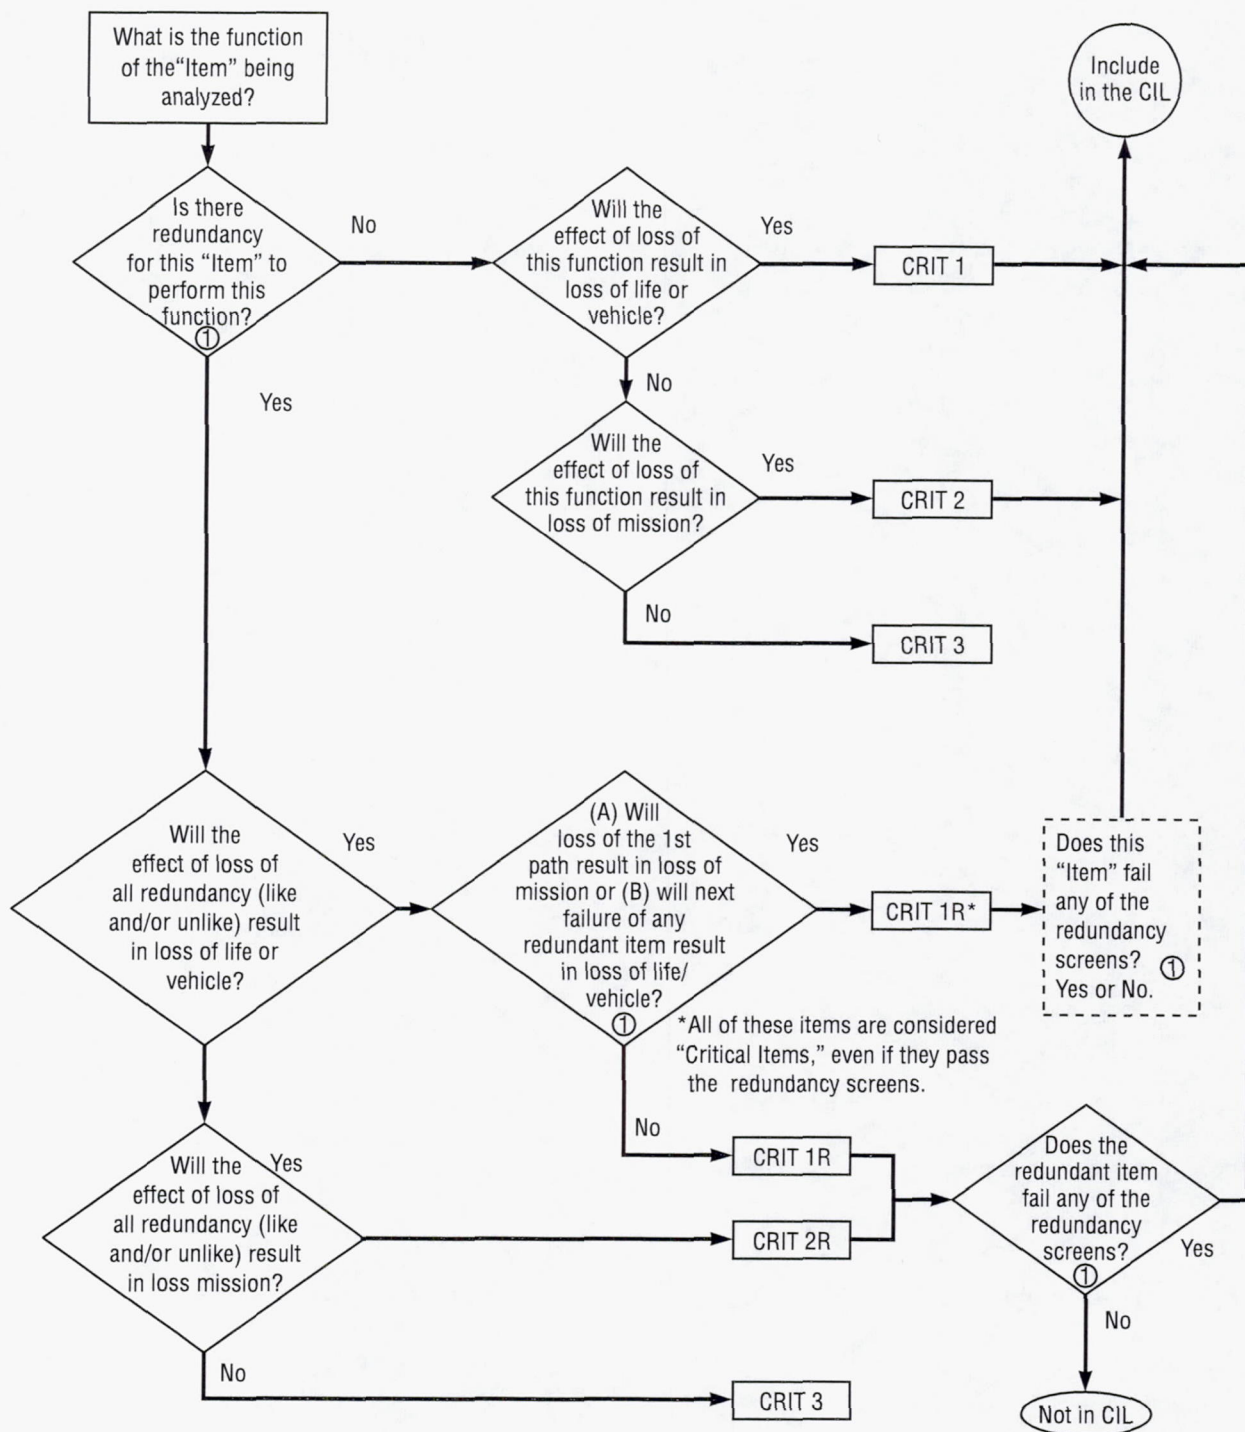 What is the function
of the“Item” being
analyzed?
Include
in the CIL
Is there
redundancy
for this “Item” to
perform this
function?
①
No
Will the
effect of loss of
this function result in
loss of life or
vehicle?
Yes
CRIT 1
Yes
No
Will the
effect of loss of
this function result in
loss of mission?
Yes
CRIT 2
No
CRIT 3
Will the
effect of loss of
all redundancy (like
and/or unlike) result
in loss of life or
vehicle?
Yes
(A) Will
loss of the 1st
path result in loss of
mission or (B) will next
failure of any
redundant item result
in loss of life/
vehicle?
①
Yes
CRIT 1R*
Does this
“Item” fail
any of the
redundancy
screens? ①
Yes or No.
*All of these items are considered
“Critical Items,” even if they pass
the redundancy screens.
No
CRIT 1R
Will the
effect of loss of
all redundancy (like
and/or unlike) result
in loss mission?
Yes
CRIT 2R
Does the
redundant item
fail any of the
redundancy
screens?
①
Yes
No
Not in CIL
No
CRIT 3